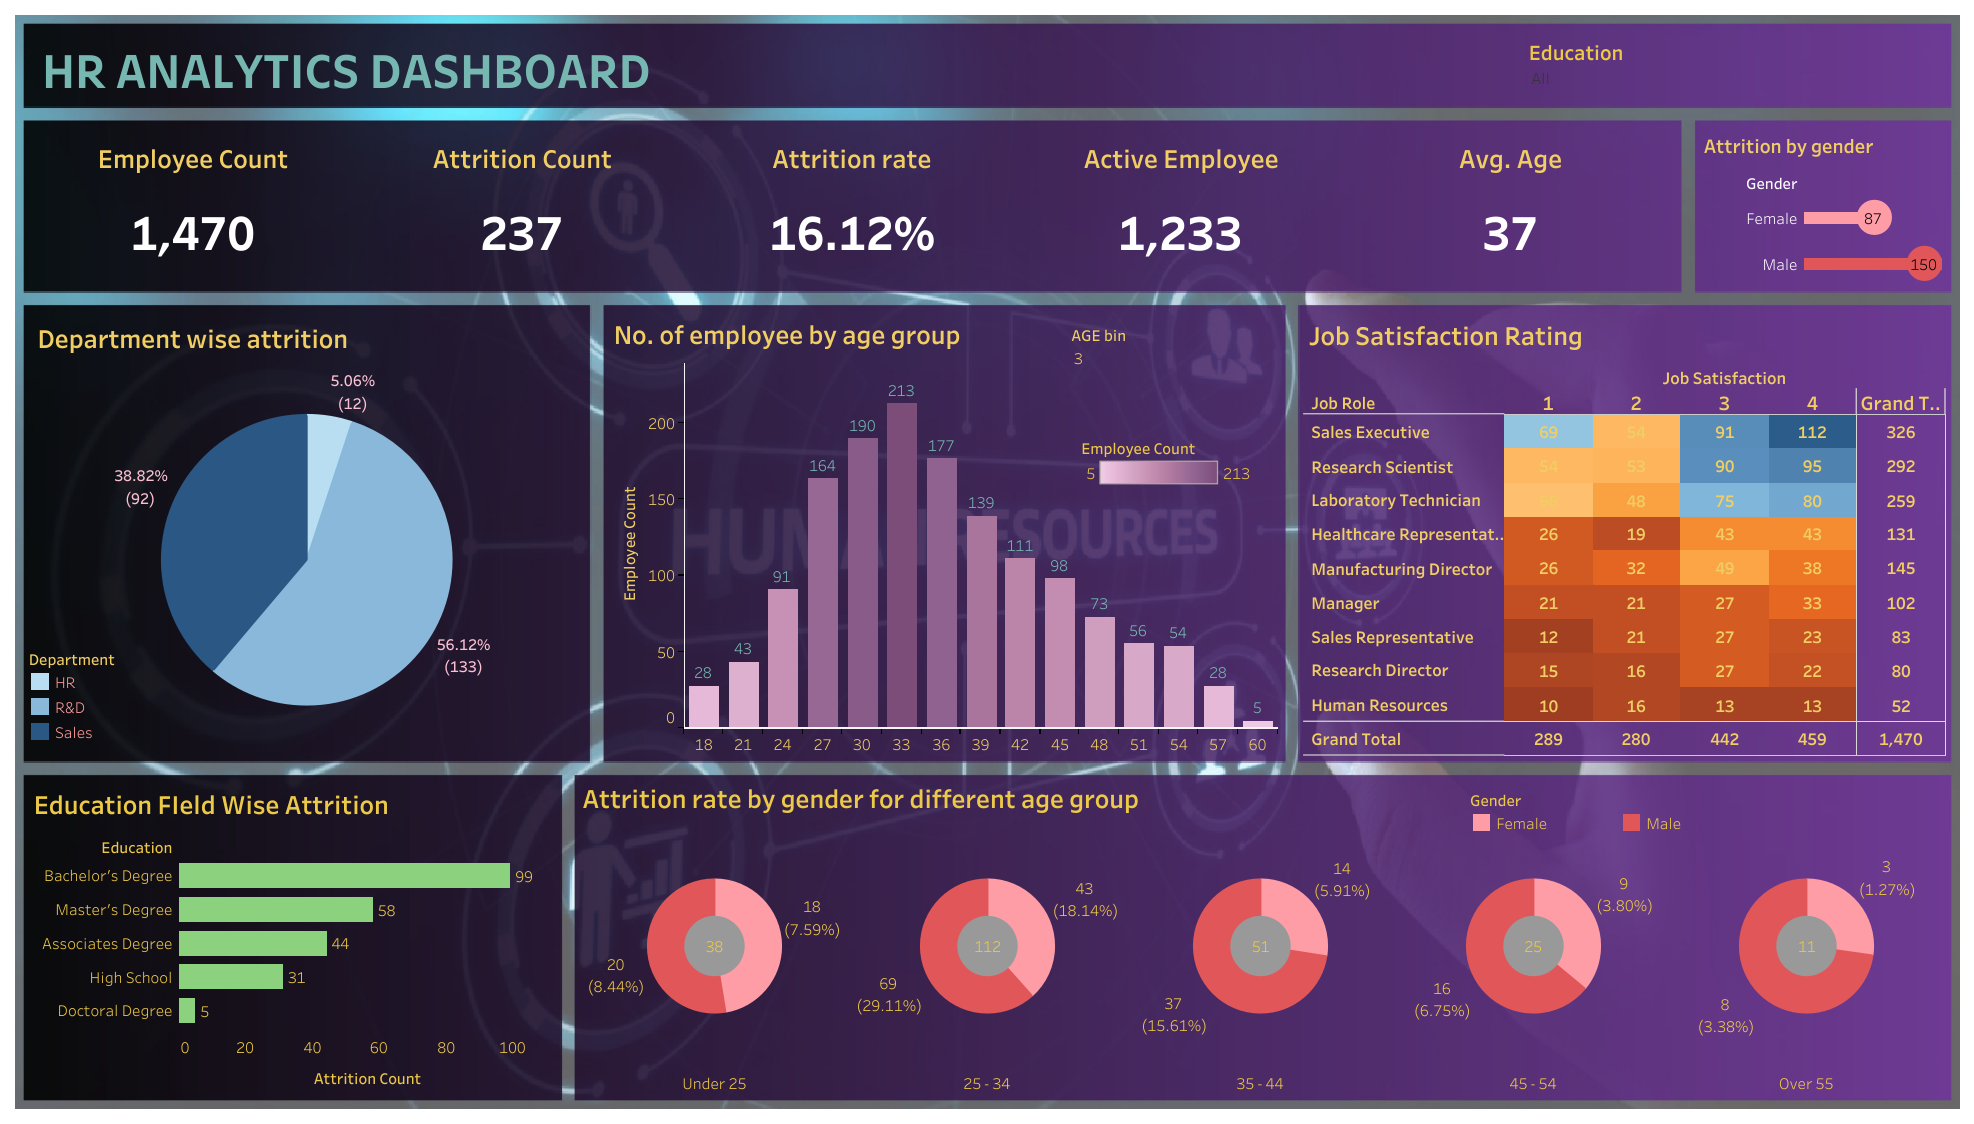 HR ANALYTICS DASHBOARD
Education
All
Employee Count
Attrition Count
Attrition rate
Active Employee
Avg. Age
1,470
237
16.12%
1,233
37
Attrition by gender
Gender
Female
87
Male
150
Department wise attrition
5.06%
(12)
38.82%
(92)
56.12%
(133)
Department
HR
R&D
Sales
No. of employee by age group
AGE bin
3
Employee Count
5
213
Employee Count
200
150
100
50
0
28
43
91
164
190
213
177
139
111
98
73
56
54
28
5
18
21
24
27
30
33
36
39
42
45
48
51
54
57
60
HUMAN RESOURCES
Job Satisfaction Rating
Job Satisfaction
Job Role 1 2 3 4 Grand T..
Sales Executive 69 54 91 112 326
Research Scientist 54 53 90 95 292
Laboratory Technician 48 75 80 259
Healthcare Representat.. 26 19 43 43 131
Manufacturing Director 26 32 49 38 145
Manager 21 21 27 33 102
Sales Representative 12 21 27 23 83
Research Director 15 16 27 22 80
Human Resources 10 16 13 13 52
Grand Total 289 280 442 459 1,470
Education FIeld Wise Attrition
Education
Bachelor's Degree 99
Master's Degree 58
Associates Degree 44
High School 31
Doctoral Degree 5
0 20 40 60 80 100
Attrition Count
Attrition rate by gender for different age group
Gender
Female
Male
18
(7.59%)
38
20
(8.44%)
Under 25
43
(18.14%)
112
69
(29.11%)
25 - 34
14
(5.91%)
51
37
(15.61%)
35 - 44
9
(3.80%)
25
16
(6.75%)
45 - 54
3
(1.27%)
11
8
(3.38%)
Over 55